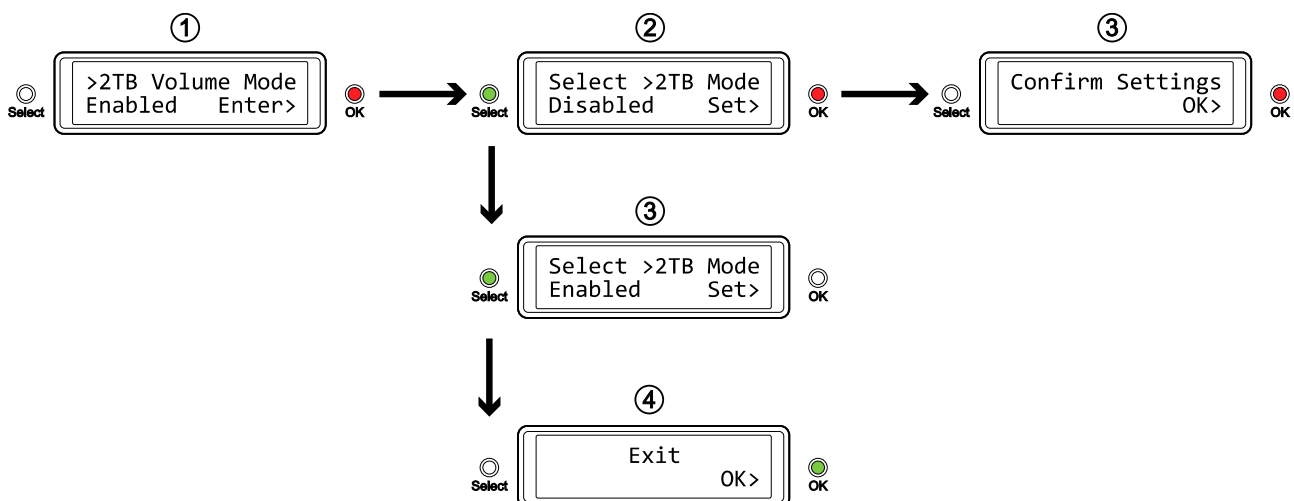 ①
>2TB Volume Mode
Enabled Enter>
Select
OK
②
Select >2TB Mode
Disabled Set>
Select
OK
③
Confirm Settings
OK>
Select
OK
③
Select >2TB Mode
Enabled Set>
Select
OK
④
Exit
OK>
Select
OK